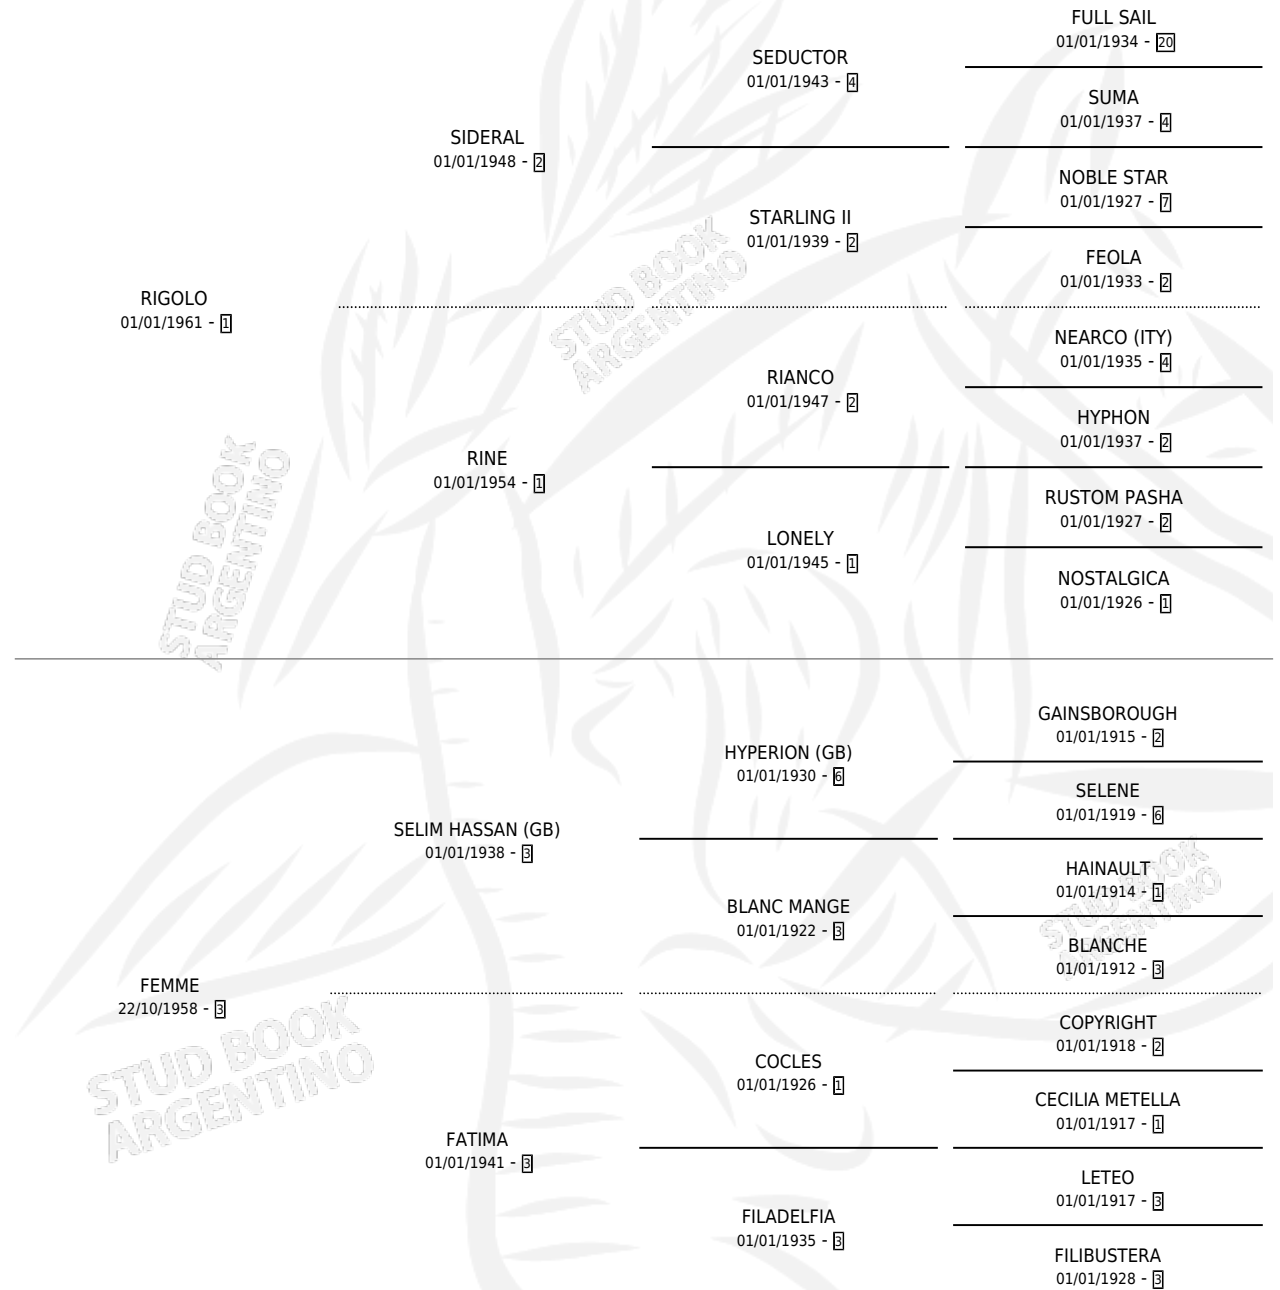 FULL SAIL
01/01/1934 - 20
SEDUCTOR
01/01/1943 - 4
SUMA
01/01/1937 - 4
SIDERAL
01/01/1948 - 2
NOBLE STAR
01/01/1927 - 7
STARLING II
01/01/1939 - 2
FEOLA
01/01/1933 - 2
RIGOLO
01/01/1961 - 1
NEARCO (ITY)
01/01/1935 - 4
RIANCO
01/01/1947 - 2
HYPHON
01/01/1937 - 2
RINE
01/01/1954 - 1
RUSTOM PASHA
01/01/1927 - 2
LONELY
01/01/1945 - 1
NOSTALGICA
01/01/1926 - 1
GAINSBOROUGH
01/01/1915 - 2
HYPERION (GB)
01/01/1930 - 6
SELENE
01/01/1919 - 6
SELIM HASSAN (GB)
01/01/1938 - 3
HAINAULT
01/01/1914 - 1
BLANC MANGE
01/01/1922 - 3
BLANCHE
01/01/1912 - 3
FEMME
22/10/1958 - 3
COPYRIGHT
01/01/1918 - 2
COCLES
01/01/1926 - 1
CECILIA METELLA
01/01/1917 - 1
FATIMA
01/01/1941 - 3
LETEO
01/01/1917 - 3
FILADELFIA
01/01/1935 - 3
FILIBUSTERA
01/01/1928 - 3
STUD BOOK
ARGENTINO
STUD BOOK
ARGENTINO
STUD BOOK
ARGENTINO
STUD BOOK
ARGENTINO